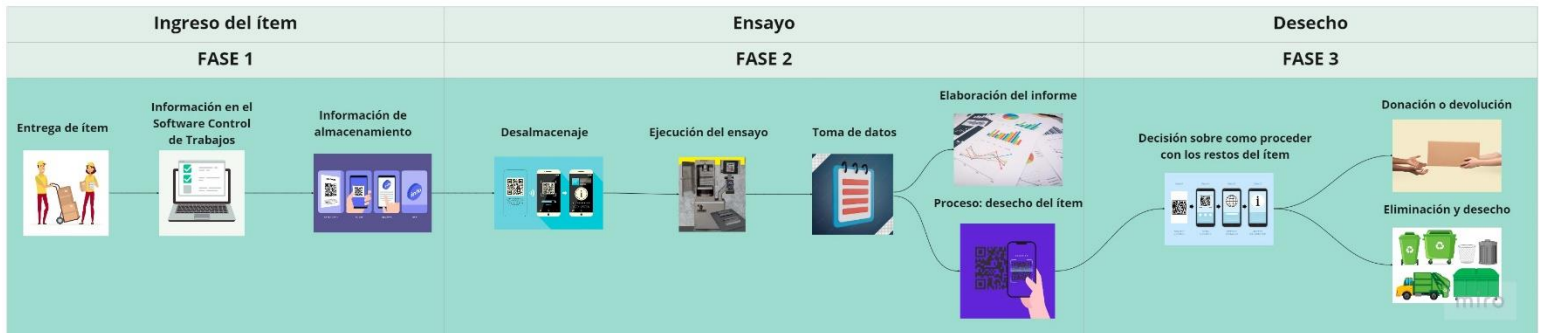 Ingreso del ítem
Ensayo
Desecho
FASE 1
FASE 2
FASE 3
Entrega de ítem
Información en el
Software Control
de Trabajos
Información de
almacenamiento
Desalmacenaje
Ejecución del ensayo
Toma de datos
Elaboración del informe
Proceso: desecho del ítem
Decisión sobre como proceder
con los restos del ítem
Donación o devolución
Eliminación y desecho
miro